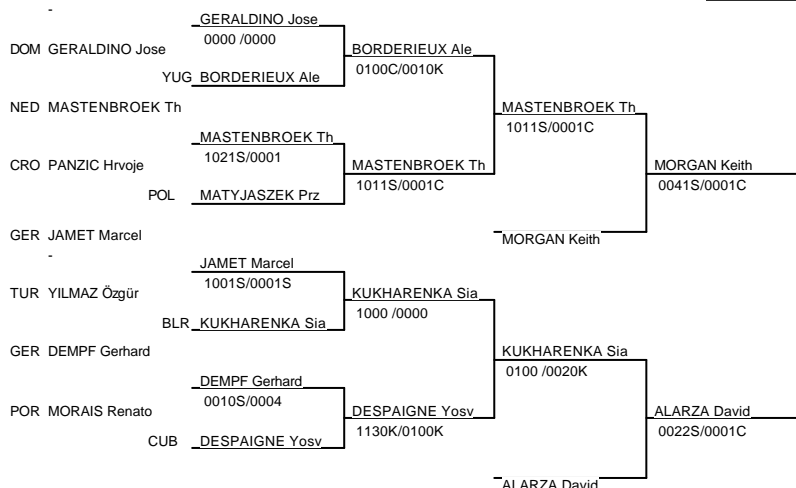 -
GERALDINO Jose
0000 /0000
DOM GERALDINO Jose
BORDERIEUX Ale
0100C/0010K
YUG BORDERIEUX Ale
NED MASTENBROEK Th
MASTENBROEK Th
1011S/0001C
MASTENBROEK Th
1021S/0001
CRO PANZIC Hrvoje
MASTENBROEK Th
1011S/0001C
MORGAN Keith
0041S/0001C
POL MATYJASZEK Prz
GER JAMET Marcel
MORGAN Keith
-
JAMET Marcel
1001S/0001S
TUR YILMAZ Özgür
KUKHARENKA Sia
1000 /0000
BLR KUKHARENKA Sia
GER DEMPF Gerhard
KUKHARENKA Sia
0100 /0020K
DEMPF Gerhard
0010S/0004
POR MORAIS Renato
DESPAIGNE Yosv
1130K/0100K
ALARZA David
0022S/0001C
CUB DESPAIGNE Yosv
ALARZA David